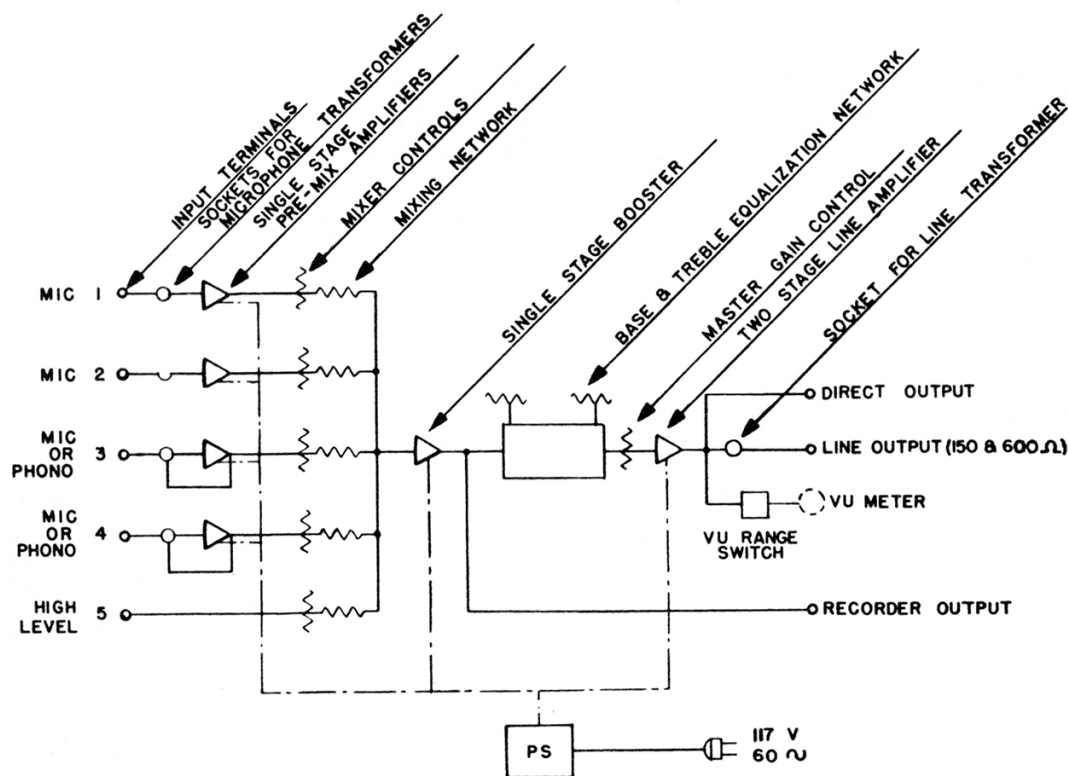 INPUT TERMINALS
SOCKETS FOR
MICROPHONE TRANSFORMERS
SINGLE STAGE
PRE-MIX AMPLIFIERS
MIXER CONTROLS
MIXING NETWORK
SINGLE STAGE BOOSTER
BASE & TREBLE EQUALIZATION NETWORK
MASTER GAIN CONTROL
TWO STAGE LINE AMPLIFIER
SOCKET FOR LINE TRANSFORMER
MIC 1
MIC 2
MIC
OR 3
PHONO
MIC
OR 4
PHONO
HIGH
LEVEL 5
DIRECT OUTPUT
LINE OUTPUT (150 & 600Ω)
VU METER
VU RANGE
SWITCH
RECORDER OUTPUT
PS
117 V
60 ~